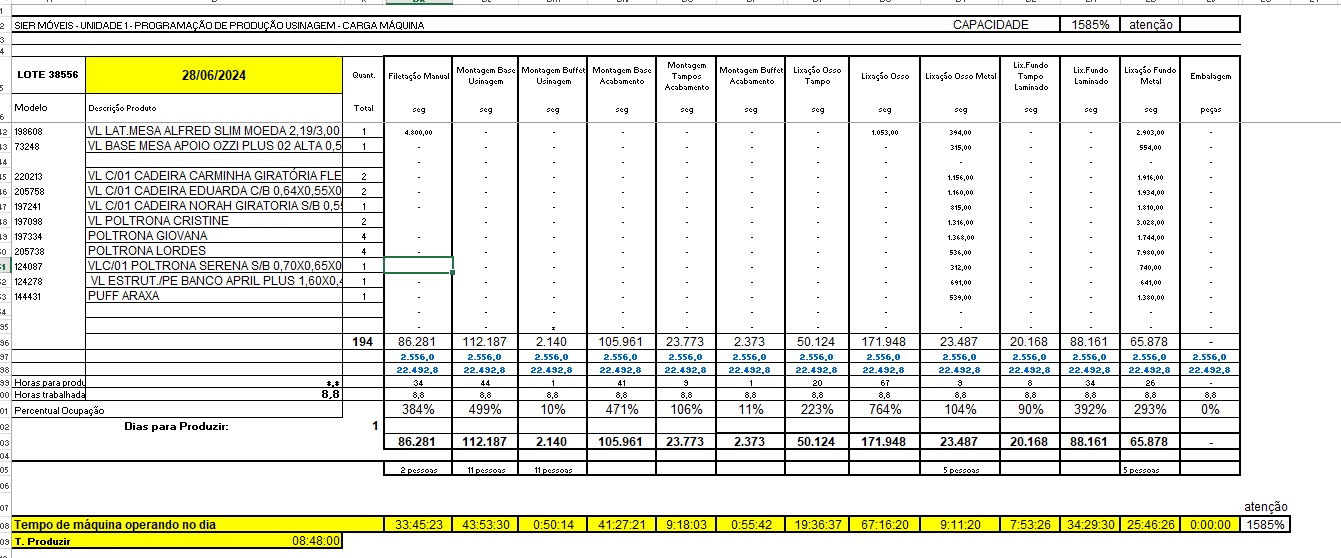 SIER MÓVEIS - UNIDADE 1 - PROGRAMAÇÃO DE PRODUÇÃO USINAGEM - CARGA MÁQUINA CAPACIDADE 1585% atenção
LOTE 38556 28/06/2024 Quant. Filetação Manual Montagem Base Usinagem Montagem Buffet Usinagem Montagem Base Acabamento Montagem Tampos Acabamento Montagem Buffet Acabamento Lixação Osso Tampo Lixação Osso Lixação Osso Metal Lix.Fundo Tampo Laminado Lix.Fundo Laminado Lixação Fundo Metal Embalagem
Modelo Descrição Produto Total seg seg seg seg seg seg seg seg seg seg seg seg peças
198608 VL LAT.MESA ALFRED SLIM MOEDA 2,19/3,00 1 4.800,00 - - - - - - 1.053,00 394,00 - - 2.903,00 -
73248 VL BASE MESA APOIO OZZI PLUS 02 ALTA 0,5 1 - - - - - - - - 315,00 - - 554,00 -
- - - - - - - - - - - - -
220213 VL C/01 CADEIRA CARMINHA GIRATÓRIA FLE 2 - - - - - - - - 1.156,00 - - 1.916,00 -
205758 VL C/01 CADEIRA EDUARDA C/B 0,64X0,55X0 2 - - - - - - - - 1.160,00 - - 1.934,00 -
197241 VL C/01 CADEIRA NORAH GIRATORIA S/B 0,55 1 - - - - - - - - 815,00 - - 1.810,00 -
197098 VL POLTRONA CRISTINE 2 - - - - - - - - 1.316,00 - - 3.028,00 -
197334 POLTRONA GIOVANA 4 - - - - - - - - 1.368,00 - - 1.744,00 -
205738 POLTRONA LORDES 4 - - - - - - - - 536,00 - - 7.980,00 -
124087 VLC/01 POLTRONA SERENA S/B 0,70X0,65X0 1 - - - - - - - 312,00 - - 740,00 -
124278 VL ESTRUT./PE BANCO APRIL PLUS 1,60X0,4 1 - - - - - - - - 691,00 - - 641,00 -
144431 PUFF ARAXA 1 - - - - - - - - 539,00 - - 1.380,00 -
- - - - - - - - - - - - -
- - - - - - - - - - - -
194 86.281 112.187 2.140 105.961 23.773 2.373 50.124 171.948 23.487 20.168 88.161 65.878 -
2.556,0 2.556,0 2.556,0 2.556,0 2.556,0 2.556,0 2.556,0 2.556,0 2.556,0 2.556,0 2.556,0 2.556,0 2.556,0
22.492,8 22.492,8 22.492,8 22.492,8 22.492,8 22.492,8 22.492,8 22.492,8 22.492,8 22.492,8 22.492,8 22.492,8 22.492,8
Horas para produ *,* 34 44 1 41 9 1 20 67 9 8 34 26 -
Horas trabalhada 8,8 8,8 8,8 8,8 8,8 8,8 8,8 8,8 8,8 8,8 8,8 8,8 8,8 8,8
Percentual Ocupação 384% 499% 10% 471% 106% 11% 223% 764% 104% 90% 392% 293% 0%
Dias para Produzir: 1
86.281 112.187 2.140 105.961 23.773 2.373 50.124 171.948 23.487 20.168 88.161 65.878 -
2 pessoas 11 pessoas 11 pessoas 5 pessoas 5 pessoas
atenção
Tempo de máquina operando no dia 33:45:23 43:53:30 0:50:14 41:27:21 9:18:03 0:55:42 19:36:37 67:16:20 9:11:20 7:53:26 34:29:30 25:46:26 0:00:00 1585%
T. Produzir 08:48:00